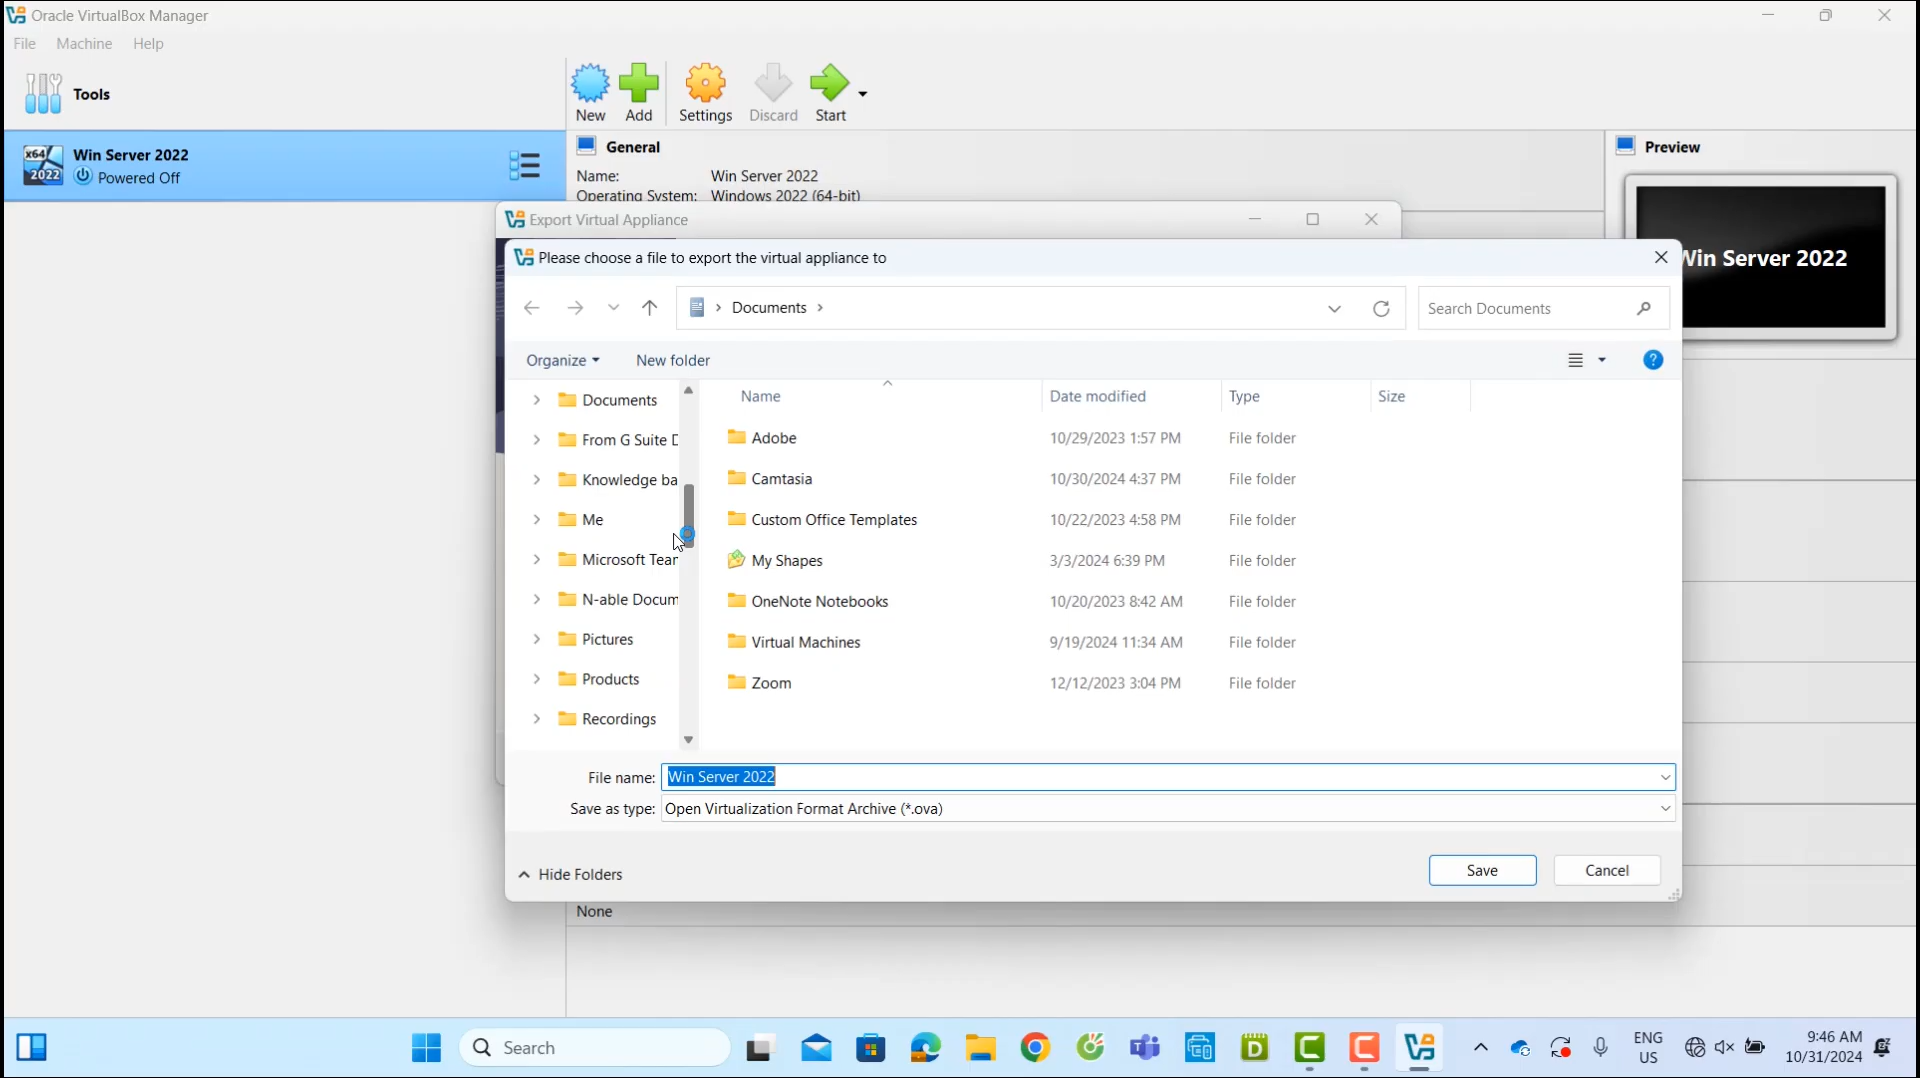 Oracle VirtualBox Manager
File Machine Help
Tools
New Add Settings Discard Start
x64 2022
Win Server 2022
Powered Off
General
Name: Win Server 2022
Operating System: Windows 2022 (64-bit)
Preview
Win Server 2022
Export Virtual Appliance
Please choose a file to export the virtual appliance to
Documents
Search Documents
Organize New folder
Name Date modified Type Size
Documents
From G Suite
Knowledge ba
Me
Microsoft Tear
N-able Docum
Pictures
Products
Recordings
Adobe 10/29/2023 1:57 PM File folder
Camtasia 10/30/2024 4:37 PM File folder
Custom Office Templates 10/22/2023 4:58 PM File folder
My Shapes 3/3/2024 6:39 PM File folder
OneNote Notebooks 10/20/2023 8:42 AM File folder
Virtual Machines 9/19/2024 11:34 AM File folder
Zoom 12/12/2023 3:04 PM File folder
File name: Win Server 2022
Save as type: Open Virtualization Format Archive (*.ova)
Hide Folders
Save Cancel
None
Search
ENG
US
9:46 AM
10/31/2024